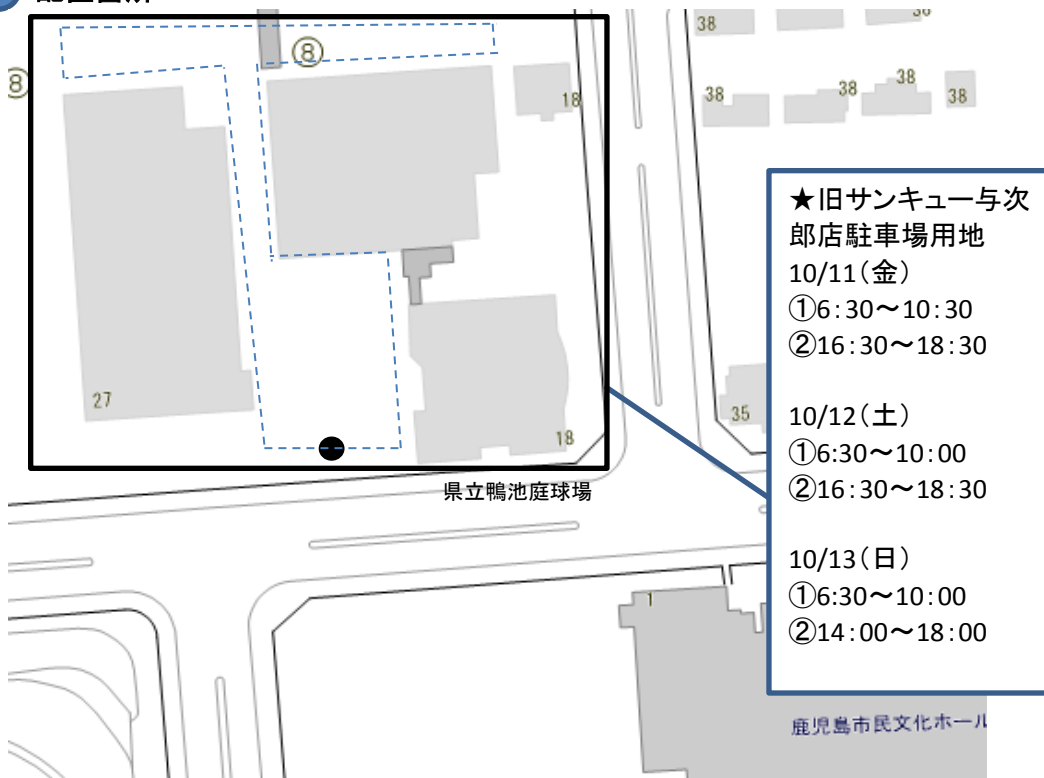 ⑧
⑧
18
27
18
38
38
38
38
38
38
35
1
県立鴨池庭球場
★旧サンキュー与次
郎店駐車場用地
10/11(金)
①6:30～10:30
②16:30～18:30
10/12(土)
①6:30～10:00
②16:30～18:30
10/13(日)
①6:30～10:00
②14:00～18:00
鹿児島市民文化ホール